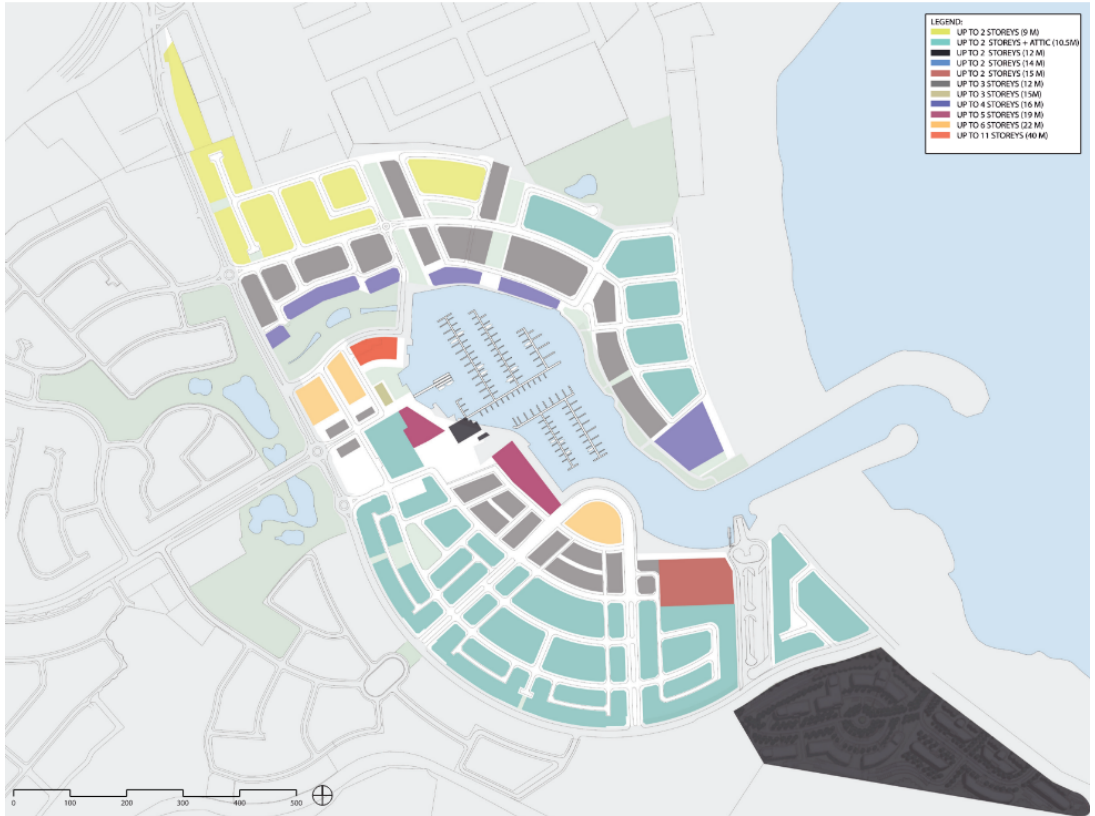 LEGEND:
UP TO 2 STOREYS (9 M)
UP TO 2 STOREYS + ATTIC (10.5M)
UP TO 2 STOREYS (12 M)
UP TO 2 STOREYS (14 M)
UP TO 2 STOREYS (15 M)
UP TO 3 STOREYS (12 M)
UP TO 3 STOREYS (15M)
UP TO 4 STOREYS (16 M)
UP TO 5 STOREYS (19 M)
UP TO 6 STOREYS (22 M)
UP TO 11 STOREYS (40 M)
0 100 200 300 400 500